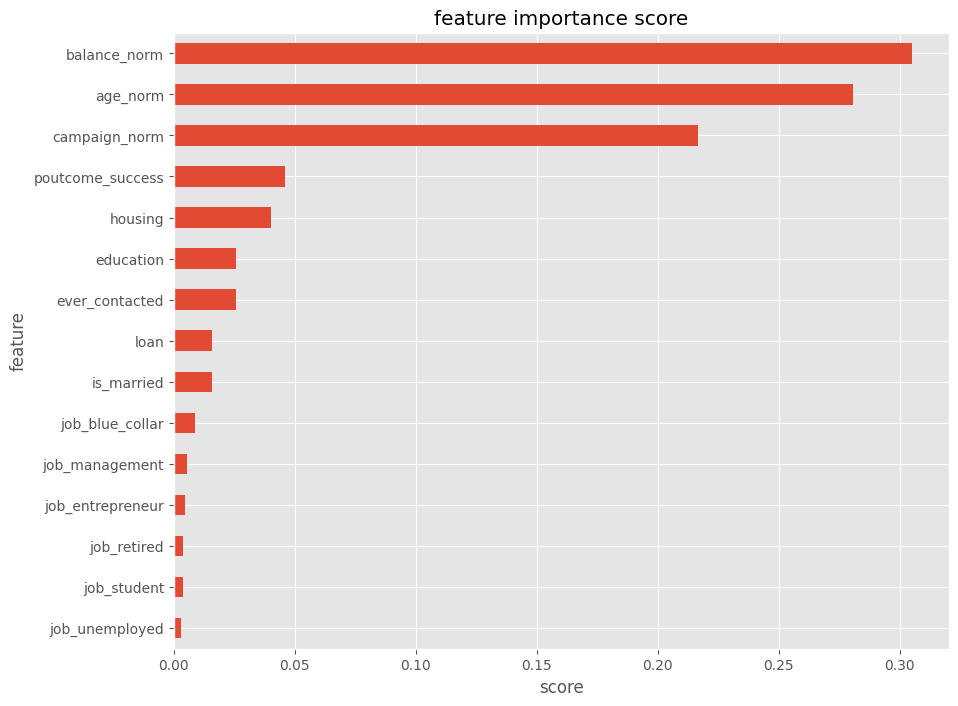 feature importance score
balance_norm
age_norm
campaign_norm
poutcome_success
housing
education
ever_contacted
loan
is_married
job_blue_collar
job_management
job_entrepreneur
job_retired
job_student
job_unemployed
feature
0.00 0.05 0.10 0.15 0.20 0.25 0.30
score